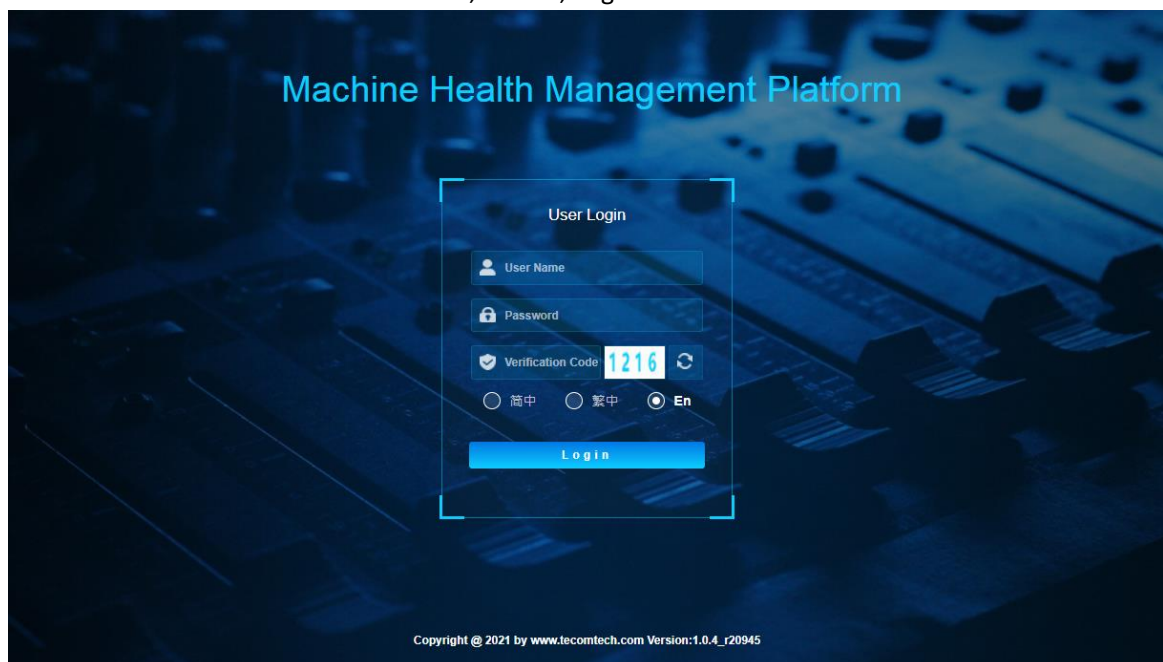 Machine Health Management Platform
User Login
User Name
Password
Verification Code 1216
简中 繁中 En
Login
Copyright @ 2021 by www.tecomtech.com Version:1.0.4_r20945